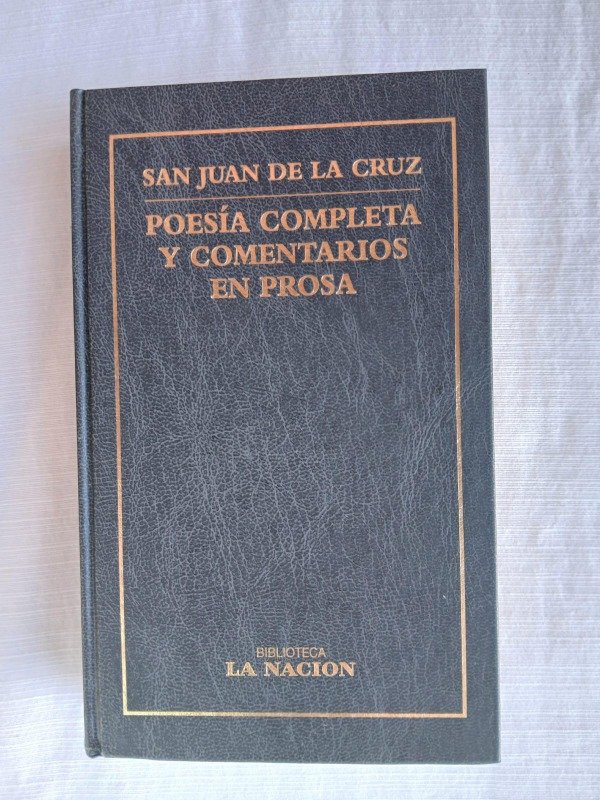 SAN JUAN DE LA CRUZ
POESÍA COMPLETA
Y COMENTARIOS
EN PROSA
BIBLIOTECA
LA NACION